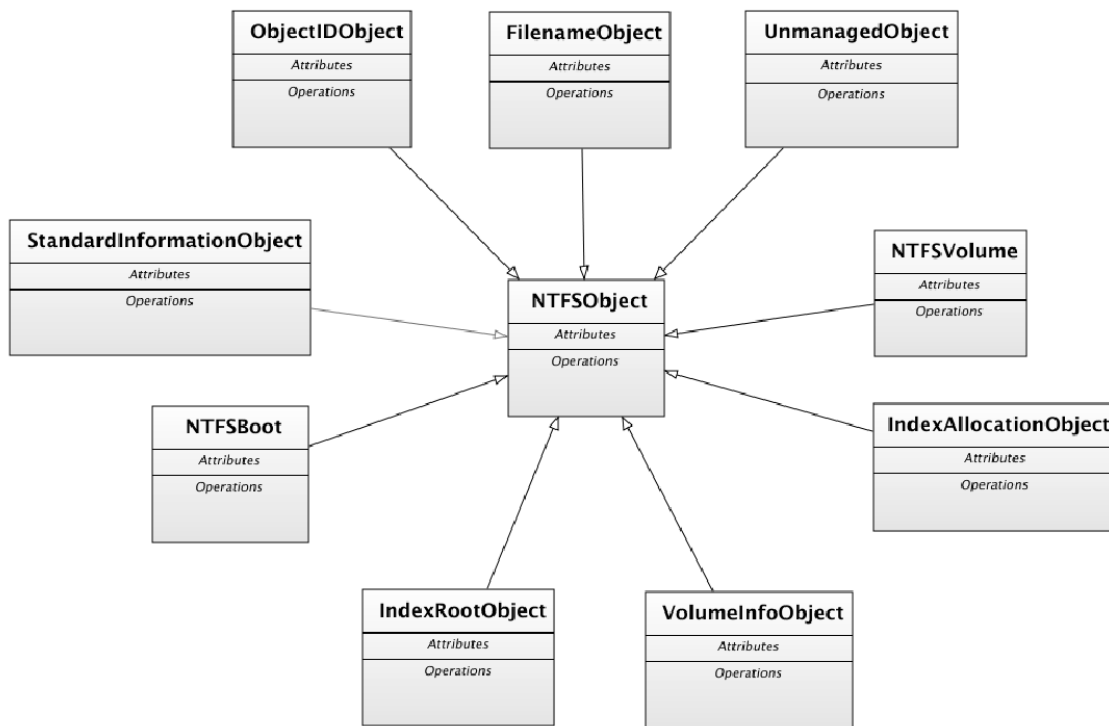 ObjectIDObject
Attributes
Operations
FilenameObject
Attributes
Operations
UnmanagedObject
Attributes
Operations
StandardInformationObject
Attributes
Operations
NTFSObject
Attributes
Operations
NTFSVolume
Attributes
Operations
NTFSBoot
Attributes
Operations
IndexAllocationObject
Attributes
Operations
IndexRootObject
Attributes
Operations
VolumeInfoObject
Attributes
Operations